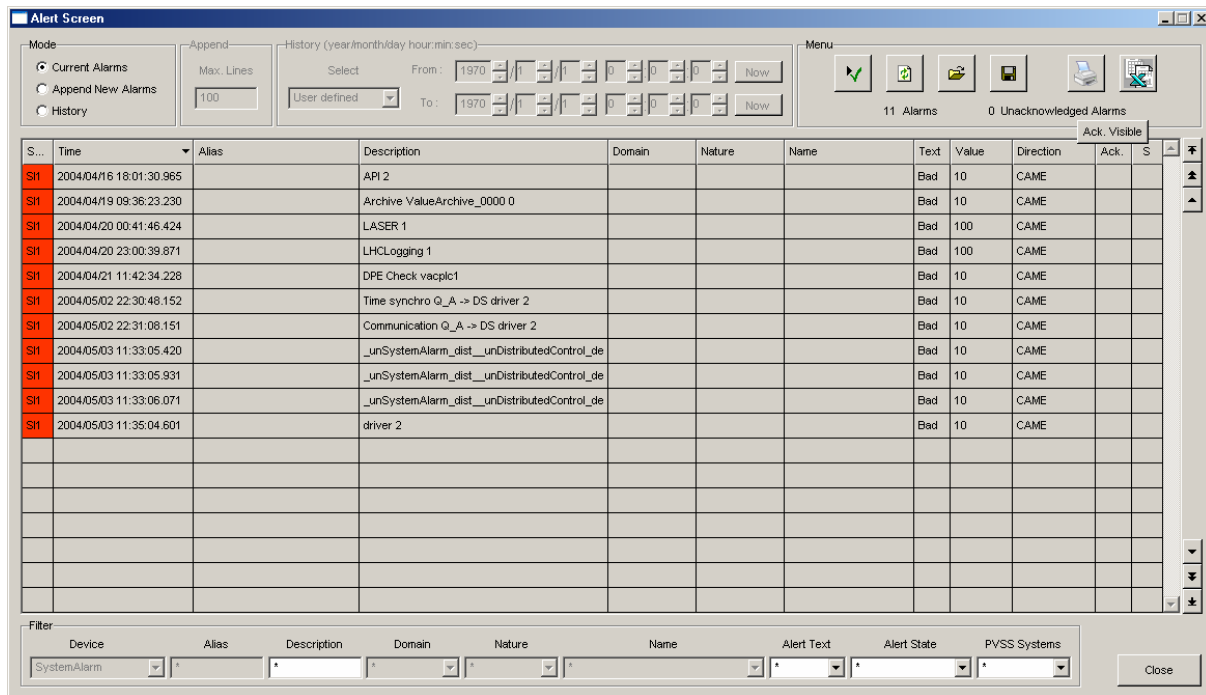 Alert Screen
Mode
Current Alarms
Append New Alarms
History
Append
Max. Lines
100
History (year/month/day hour:min:sec)
Select
User defined
From : 1970 / 1 / 1 0 : 0 : 0 Now
To : 1970 / 1 / 1 0 : 0 : 0 Now
Menu
11 Alarms 0 Unacknowledged Alarms
Ack. Visible
S... Time Alias Description Domain Nature Name Text Value Direction Ack. S
SI1 2004/04/16 18:01:30.965 API 2 Bad 10 CAME
SI1 2004/04/19 09:36:23.230 Archive ValueArchive_0000 0 Bad 10 CAME
SI1 2004/04/20 00:41:46.424 LASER 1 Bad 100 CAME
SI1 2004/04/20 23:00:39.871 LHCLogging 1 Bad 100 CAME
SI1 2004/04/21 11:42:34.228 DPE Check vacplc1 Bad 10 CAME
SI1 2004/05/02 22:30:48.152 Time synchro Q_A -> DS driver 2 Bad 10 CAME
SI1 2004/05/02 22:31:08.151 Communication Q_A -> DS driver 2 Bad 10 CAME
SI1 2004/05/03 11:33:05.420 _unSystemAlarm_dist__unDistributedControl_de Bad 10 CAME
SI1 2004/05/03 11:33:05.931 _unSystemAlarm_dist__unDistributedControl_de Bad 10 CAME
SI1 2004/05/03 11:33:06.071 _unSystemAlarm_dist__unDistributedControl_de Bad 10 CAME
SI1 2004/05/03 11:35:04.601 driver 2 Bad 10 CAME
Filter
Device Alias Description Domain Nature Name Alert Text Alert State PVSS Systems
SystemAlarm * * * * * * * *
Close